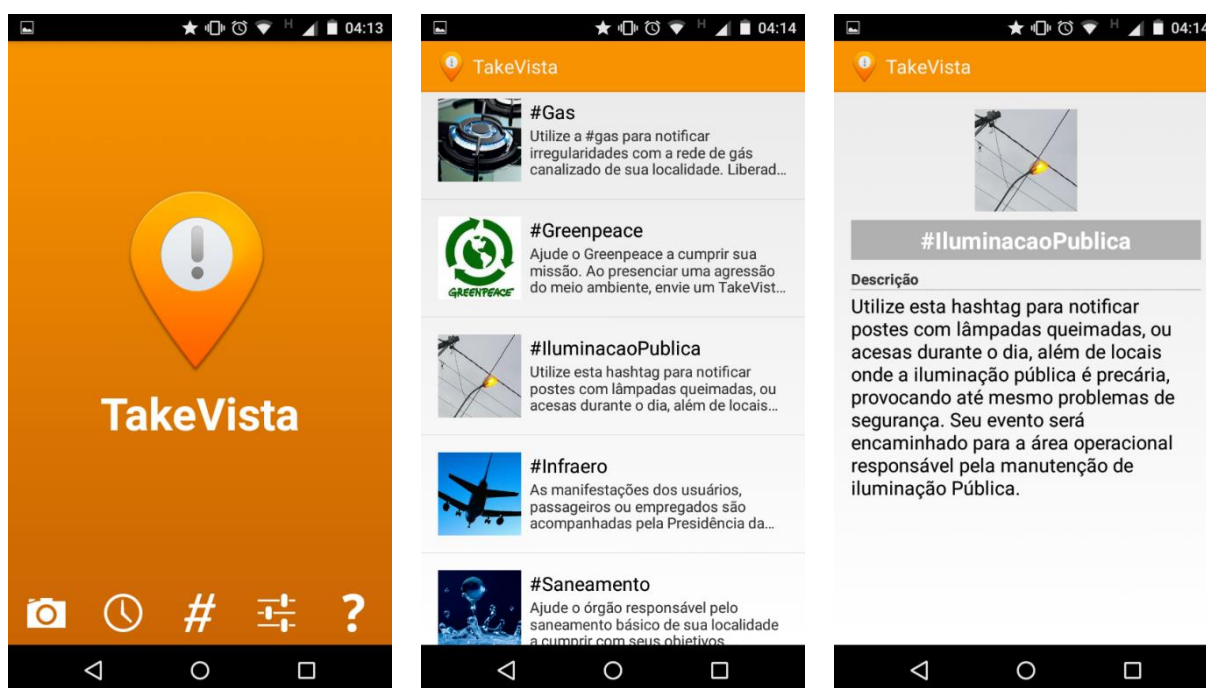 04:13
TakeVista
#
?
H
04:14
TakeVista
#Gas
Utilize a #gas para notificar
irregularidades com a rede de gás
canalizado de sua localidade. Liberad...
GREENPEACE
#Greenpeace
Ajude o Greenpeace a cumprir sua
missão. Ao presenciar uma agressão
do meio ambiente, envie um TakeVist...
#IluminacaoPublica
Utilize esta hashtag para notificar
postes com lâmpadas queimadas, ou
acesas durante o dia, além de locais...
#Infraero
As manifestações dos usuários,
passageiros ou empregados são
acompanhadas pela Presidência da...
#Saneamento
Ajude o órgão responsável pelo
saneamento básico de sua localidade
a cumprir com seus objetivos
H
04:14
TakeVista
#IluminacaoPublica
Descrição
Utilize esta hashtag para notificar
postes com lâmpadas queimadas, ou
acesas durante o dia, além de locais
onde a iluminação pública é precária,
provocando até mesmo problemas de
segurança. Seu evento será
encaminhado para a área operacional
responsável pela manutenção de
iluminação Pública.